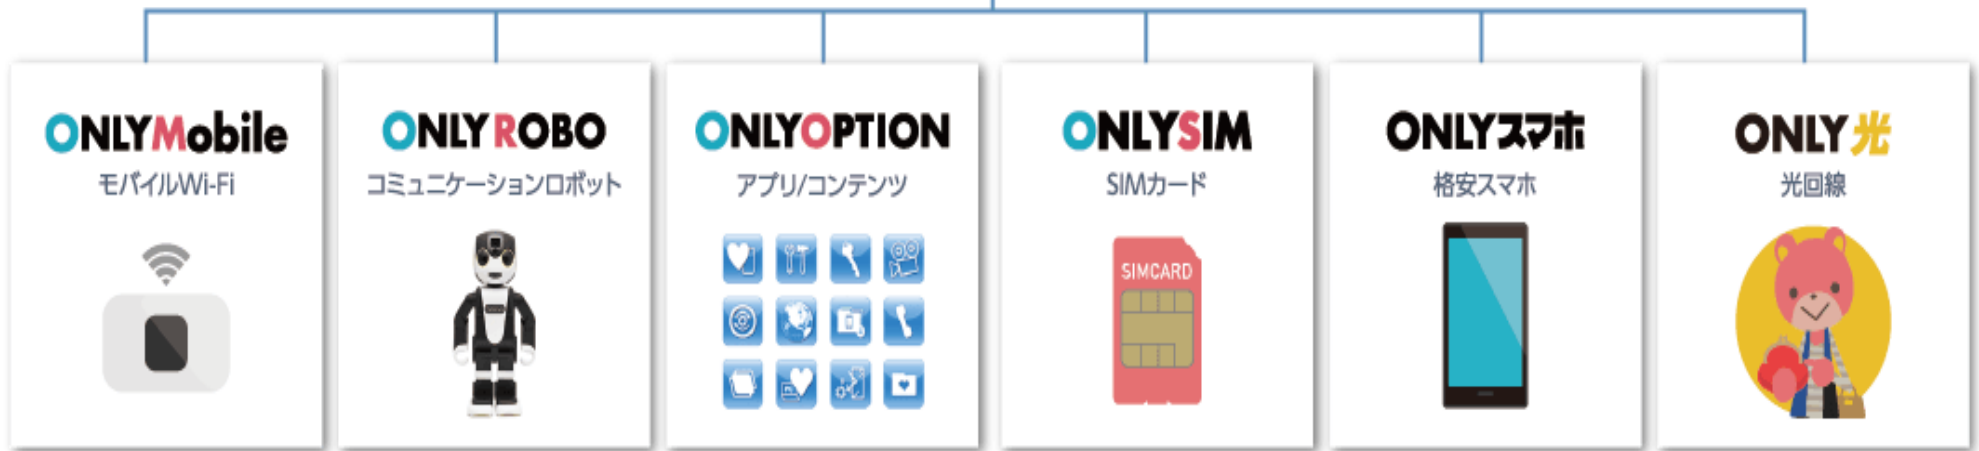 ONLYMobile
モバイルWi-Fi
ONLYROBO
コミュニケーションロボット
ONLYOPTION
アプリ/コンテンツ
ONLYSIM
SIMカード
SIMCARD
ONLYスマホ
格安スマホ
ONLY光
光回線